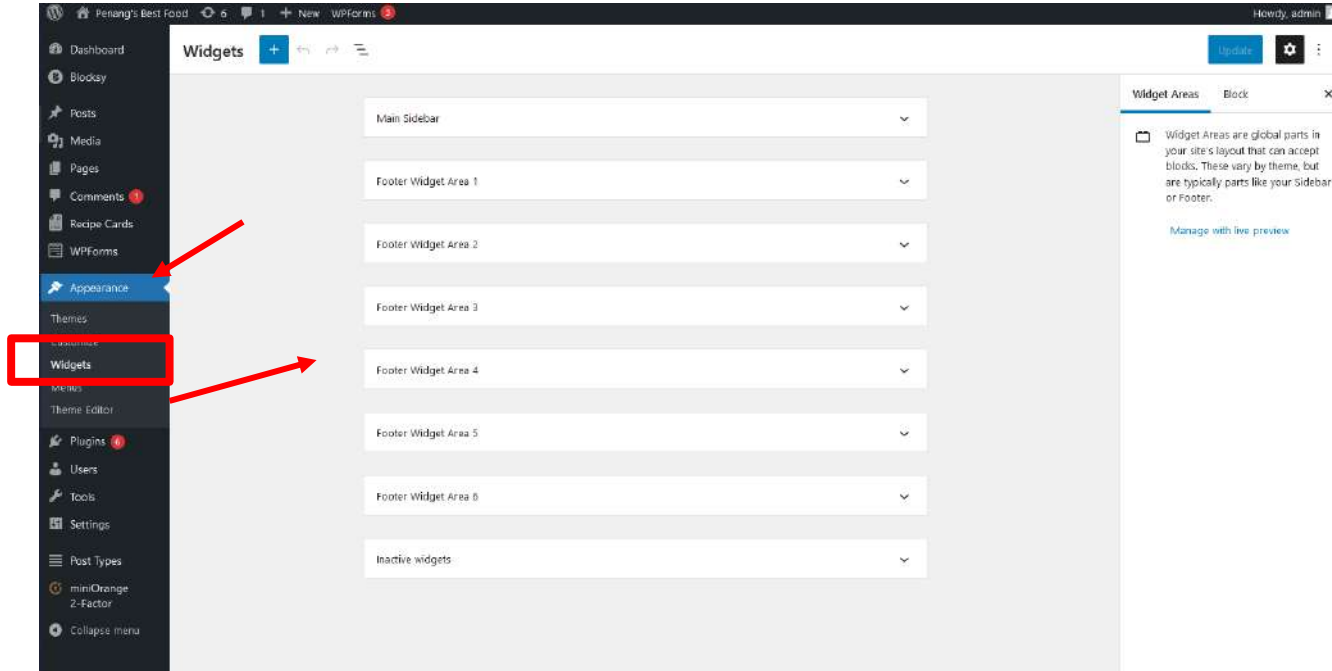 Penang's Best Food 6 1 + New WPForms 3
Howdy, admin
Dashboard
Blocksy
Posts
Media
Pages
Comments 1
Recipe Cards
WPForms
Appearance
Themes
Customize
Widgets
Menus
Theme Editor
Plugins 6
Users
Tools
Settings
Post Types
miniOrange
2-Factor
Collapse menu
Widgets
Update
Main Sidebar
Footer Widget Area 1
Footer Widget Area 2
Footer Widget Area 3
Footer Widget Area 4
Footer Widget Area 5
Footer Widget Area 6
Inactive widgets
Widget Areas Block
Widget Areas are global parts in
your site's layout that can accept
blocks. These vary by theme, but
are typically parts like your Sidebar
or Footer.
Manage with live preview